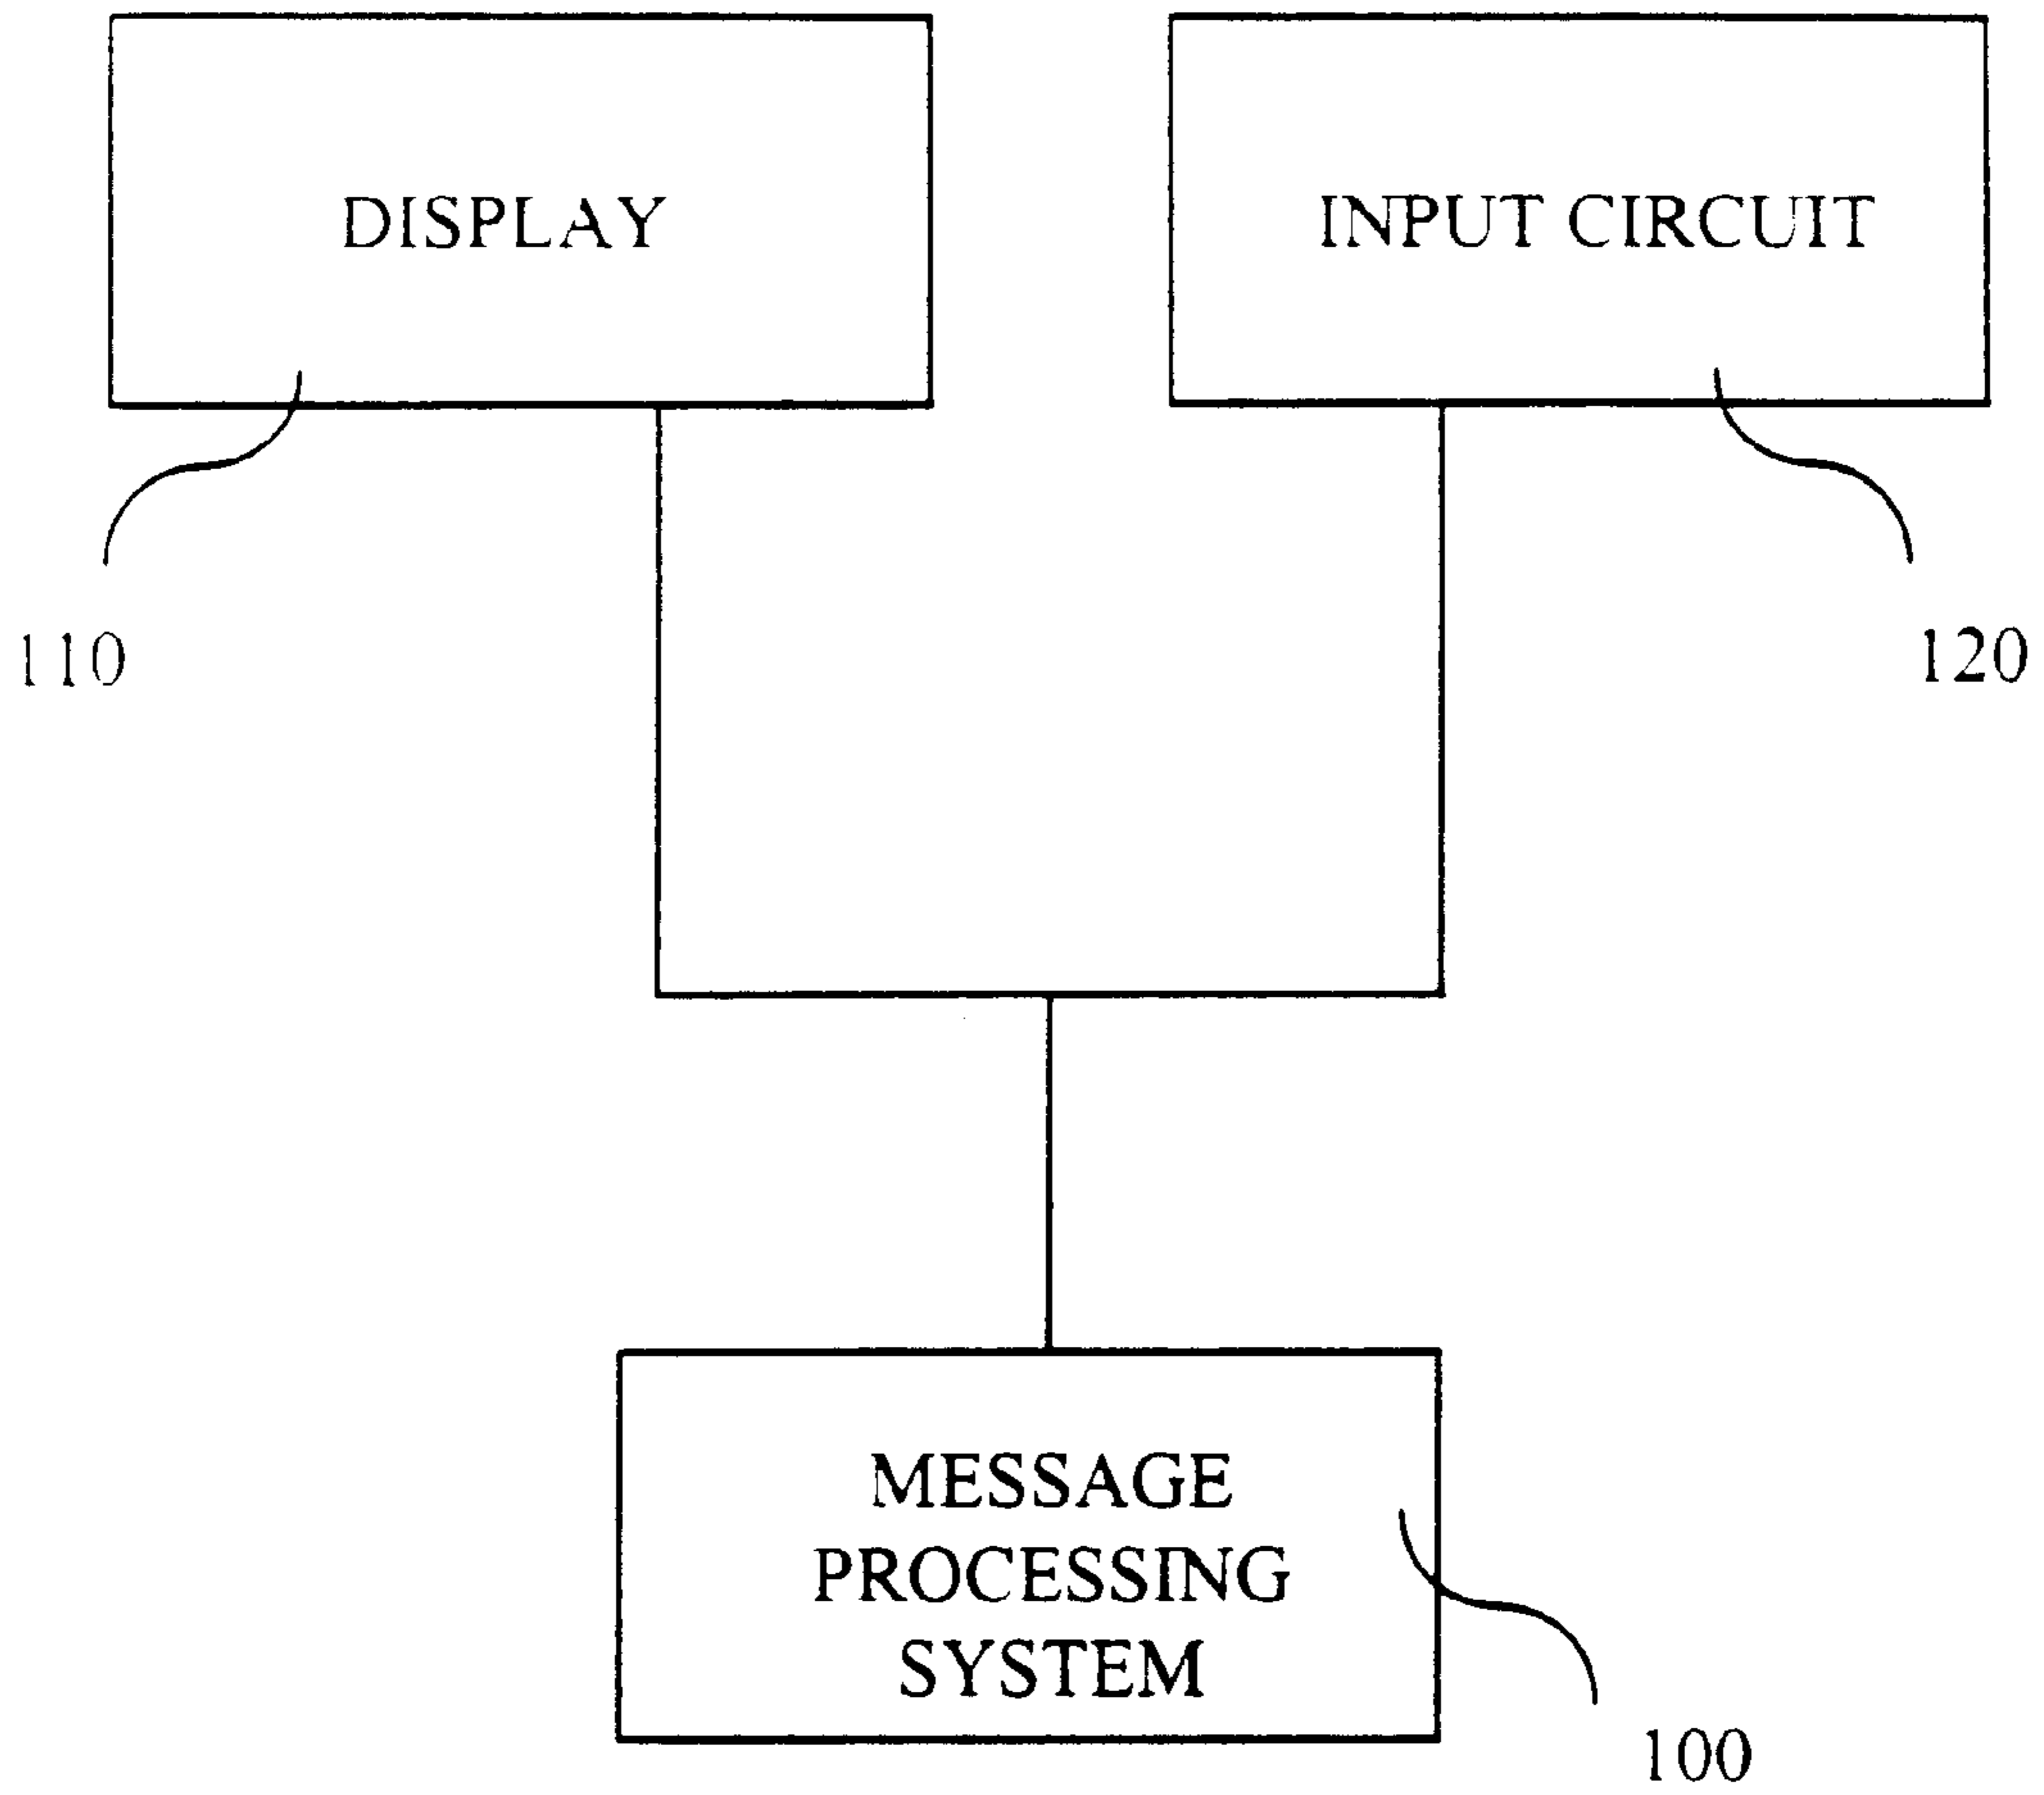 DISPLAY
INPUT CIRCUIT
110
120
MESSAGE
PROCESSING
SYSTEM
100